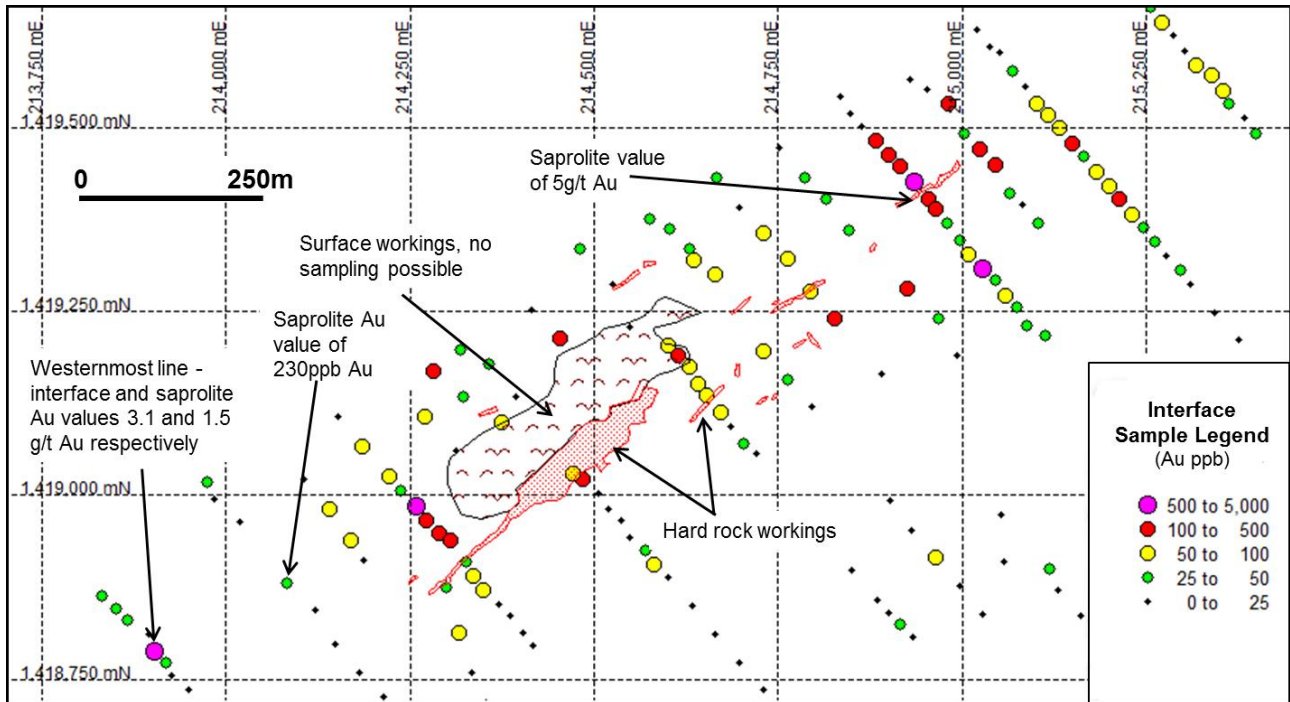 213,750 mE
214,000 mE
214,250 mE
214,500 mE
214,750 mE
215,000 mE
215,250 mE
1,419,500 mN
1,419,250 mN
1,419,000 mN
1,418,750 mN
0 250m
Saprolite value
of 5g/t Au
Surface workings, no
sampling possible
Saprolite Au
value of
230ppb Au
Westernmost line -
interface and saprolite
Au values 3.1 and 1.5
g/t Au respectively
Hard rock workings
Interface
Sample Legend
(Au ppb)
500 to 5,000
100 to 500
50 to 100
25 to 50
0 to 25